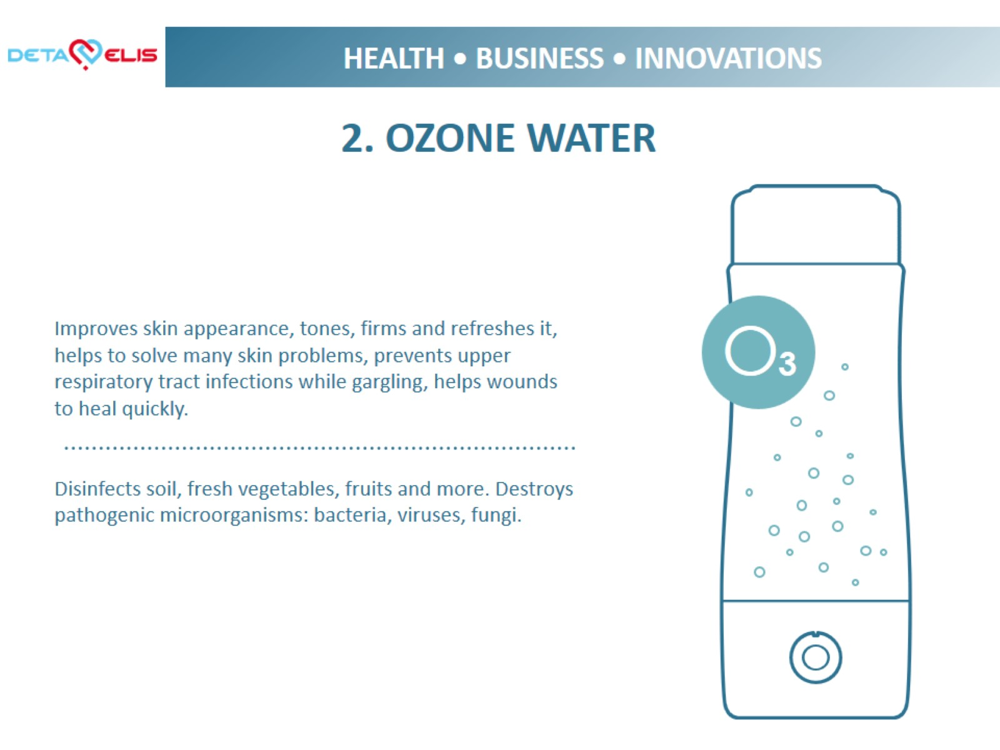 DETA ELIS
HEALTH • BUSINESS • INNOVATIONS
2. OZONE WATER
Improves skin appearance, tones, firms and refreshes it,
helps to solve many skin problems, prevents upper
respiratory tract infections while gargling, helps wounds
to heal quickly.
Disinfects soil, fresh vegetables, fruits and more. Destroys
pathogenic microorganisms: bacteria, viruses, fungi.
O3